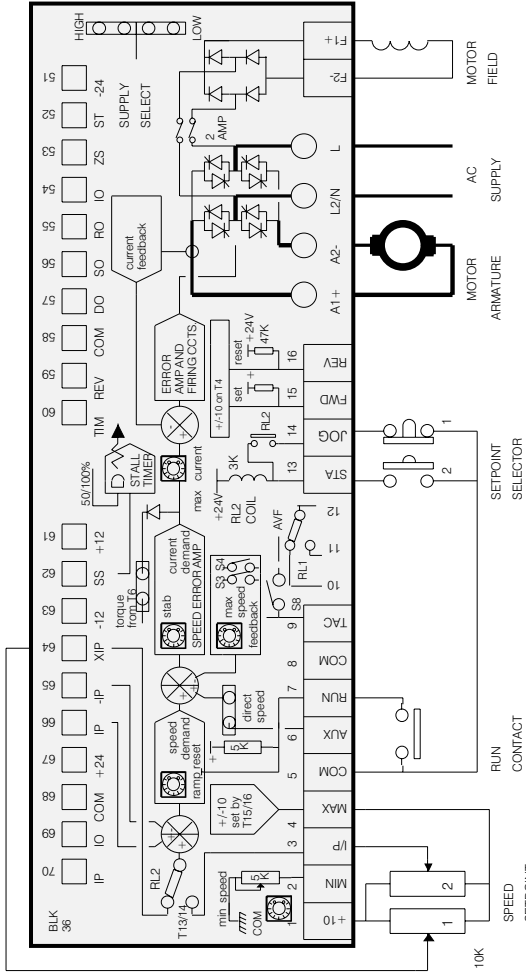 BLK
36
70 69 68 67 66 65 64 63 62 61 60 59 58 57 56 55 54 53 52 51
IP IO COM +24 IP -IP XIP -12 SS +12 TIM REV COM DO SO RO IO ZS ST -24
HIGH
LOW
SUPPLY
SELECT
50/100%
STALL
TIMER
torque
from T6
current
feedback
RL2
T13/14
speed
demand
ramp reset
stab
current
demand
SPEED ERROR AMP
max current
ERROR
AMP AND
FIRING CCTS.
2
AMP
min speed
COM
5
K
+/-10
set by
T15/16
5
K
direct
speed
max
speed
feedback
S3 S4
S8
AVF
RL1
10 11 12
+24V
RL2
COIL
3K
RL2
+/-10 on T4
set
reset
+24V
47K
1 2 3 4 5 6 7 8 9 13 14 15 16
+10 MIN I/P MAX COM AUX RUN COM TAC STA JOG FWD REV
A1+ A2- L2/N L F2- F1+
10K
1
2
SPEED
RUN
CONTACT
2
1
SETPOINT
SELECTOR
MOTOR
ARMATURE
AC
SUPPLY
MOTOR
FIELD